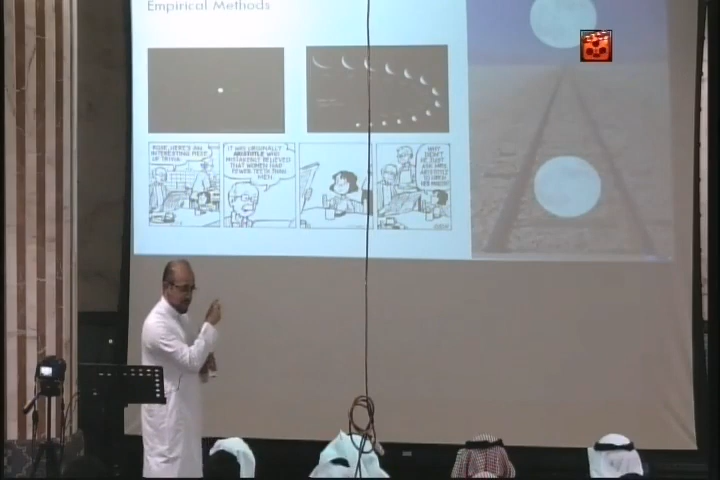 Empirical Methods
HERE'S AN
INTERESTING PIECE
OF TRIVIA.
IT WAS ORIGINALLY
ARISTOTLE WHO
MISTAKENLY BELIEVED
THAT WOMEN HAD
FEWER TEETH THAN
MEN.
WHY
DIDN'T
HE JUST
ASK MRS.
ARISTOTLE
TO OPEN
HER MOUTH?